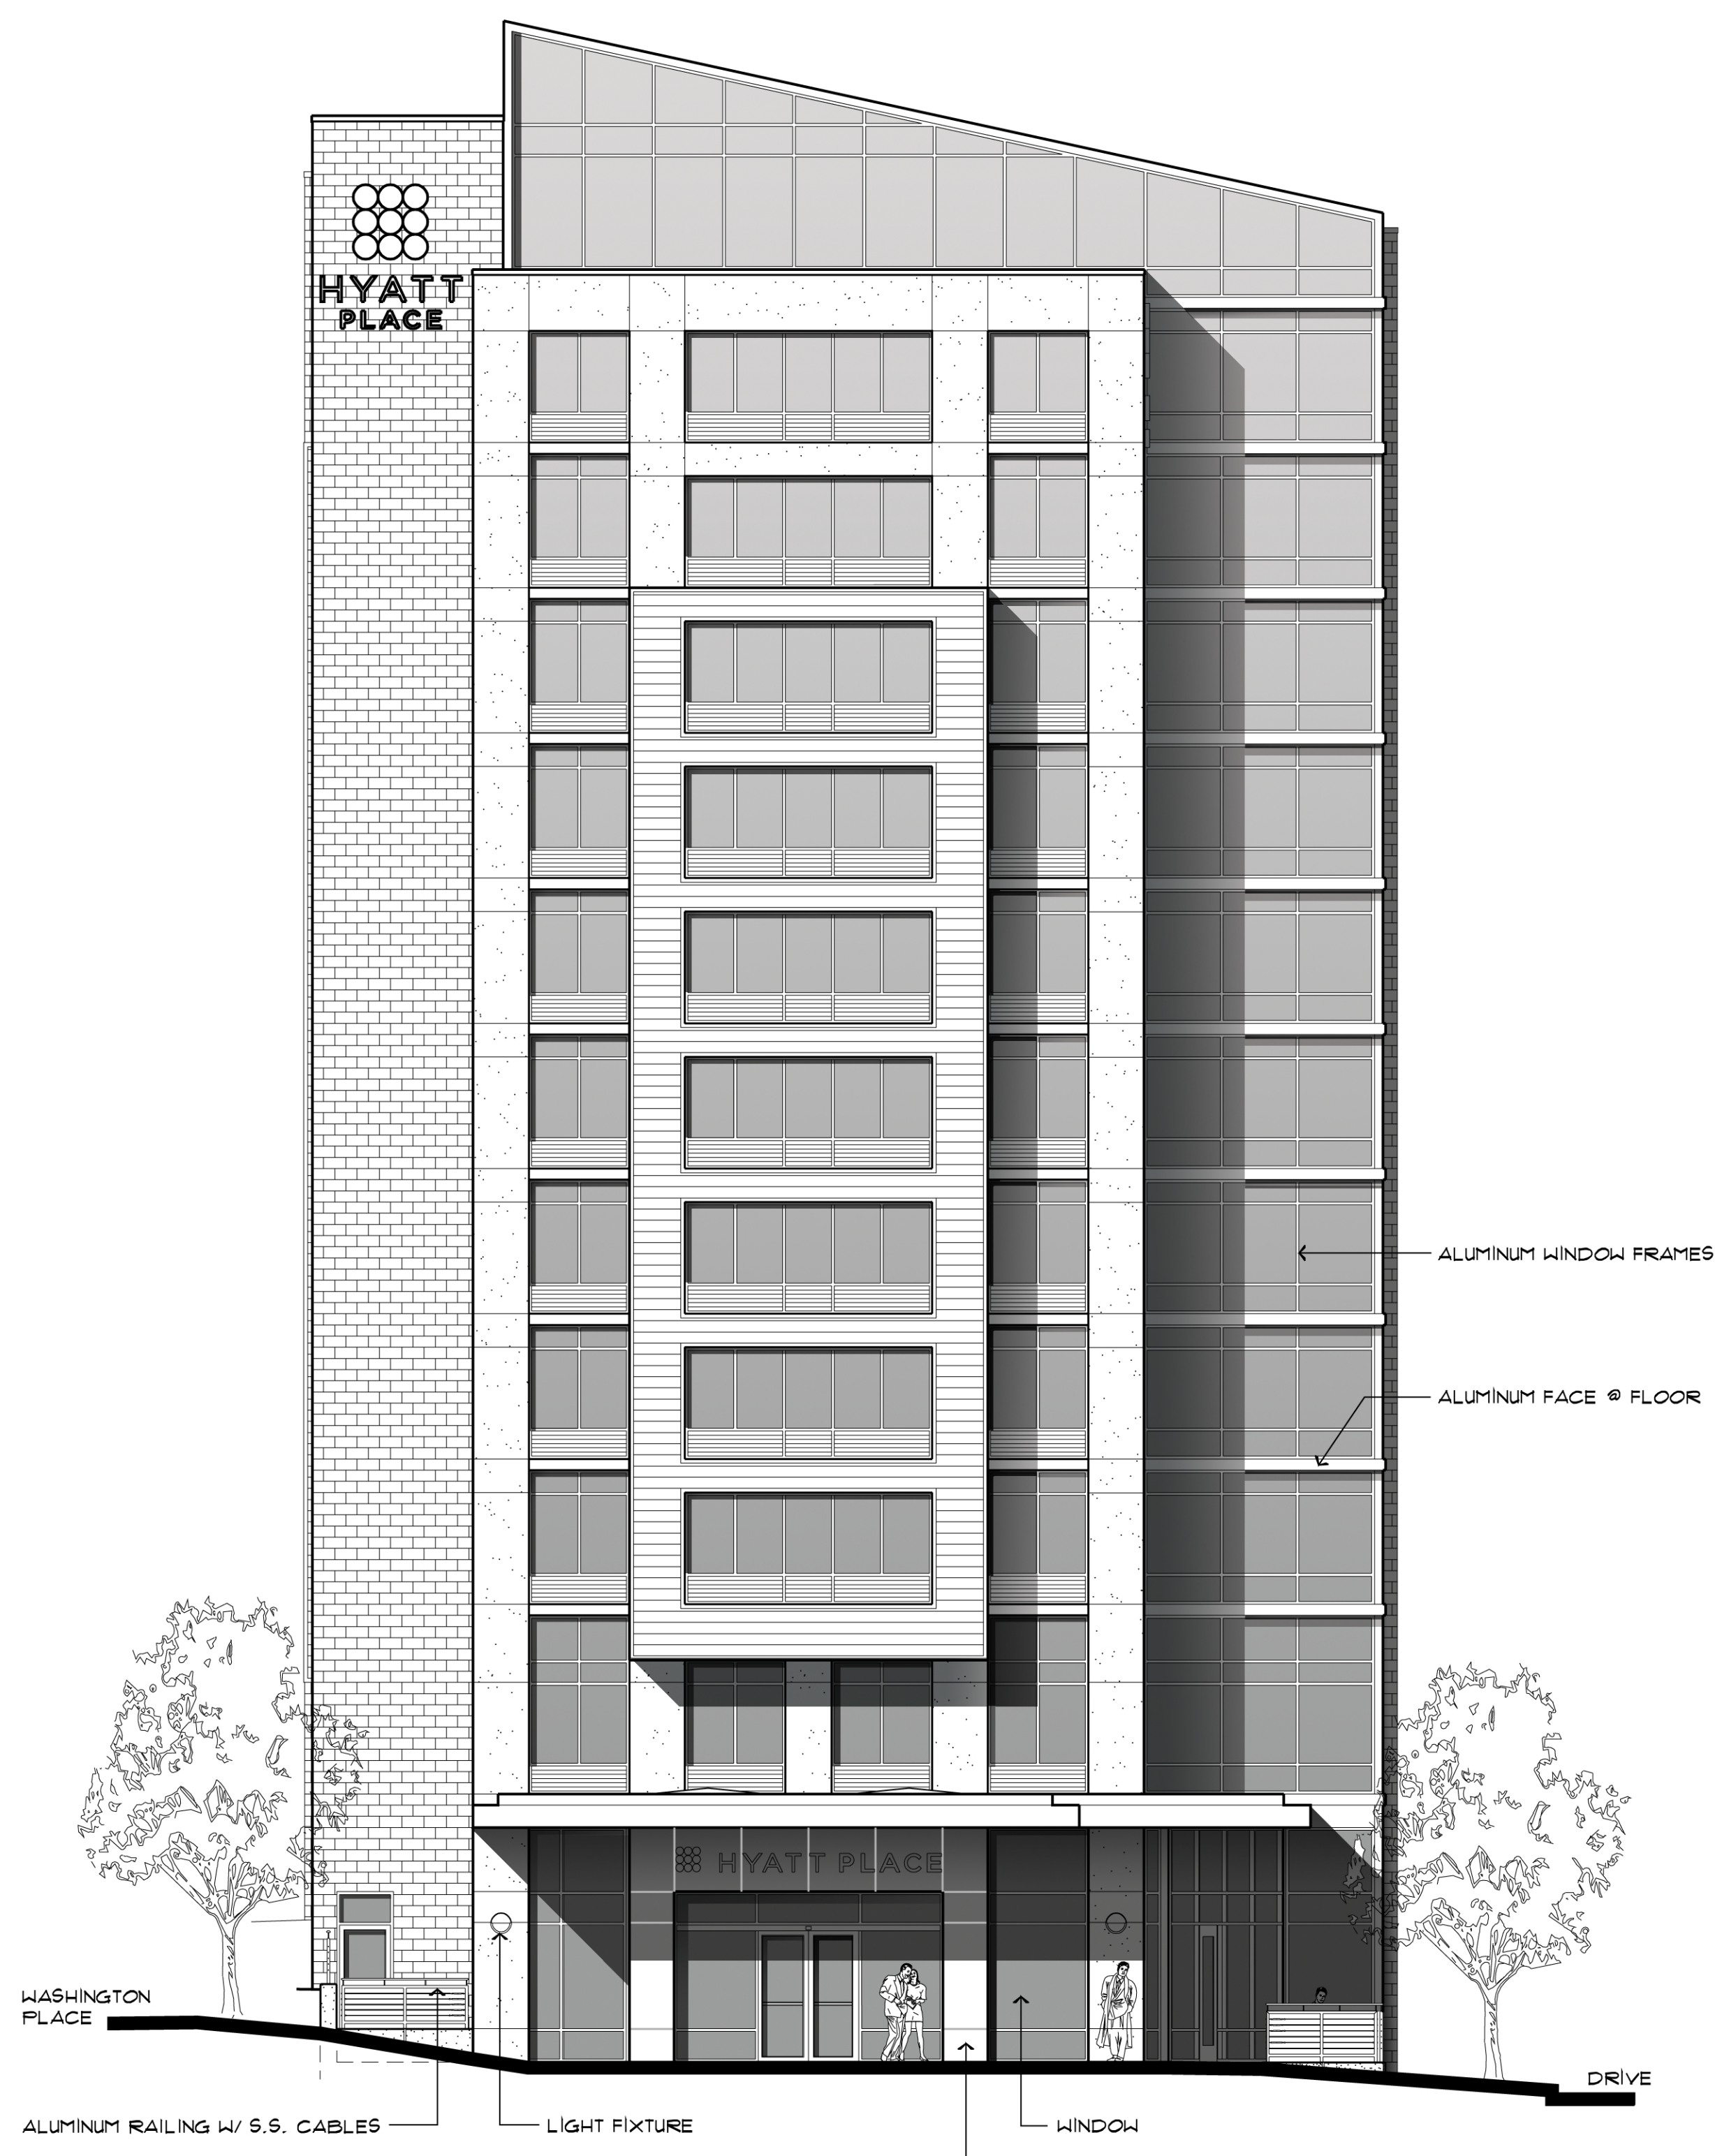 HYATT
PLACE
ALUMINUM WINDOW FRAMES
ALUMINUM FACE @ FLOOR
HYATT PLACE
WASHINGTON
PLACE
DRIVE
ALUMINUM RAILING W/ S.S. CABLES
LIGHT FIXTURE
WINDOW